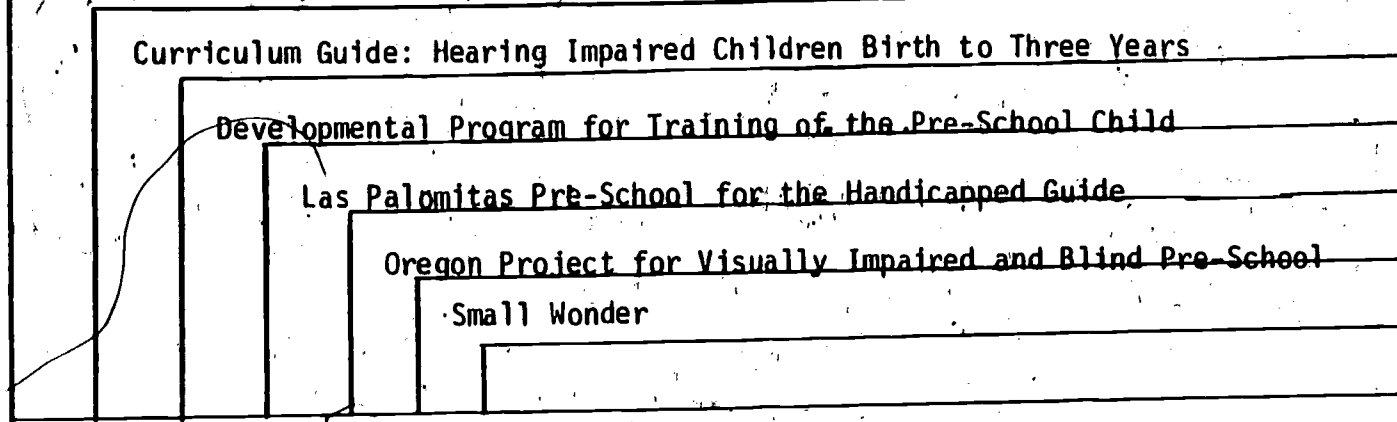 Curriculum Guide: Hearing Impaired Children Birth to Three Years
Developmental Program for Training of the Pre-School Child
Las Palomitas Pre-School for the Handicapped Guide
Oregon Project for Visually Impaired and Blind Pre-School
Small Wonder